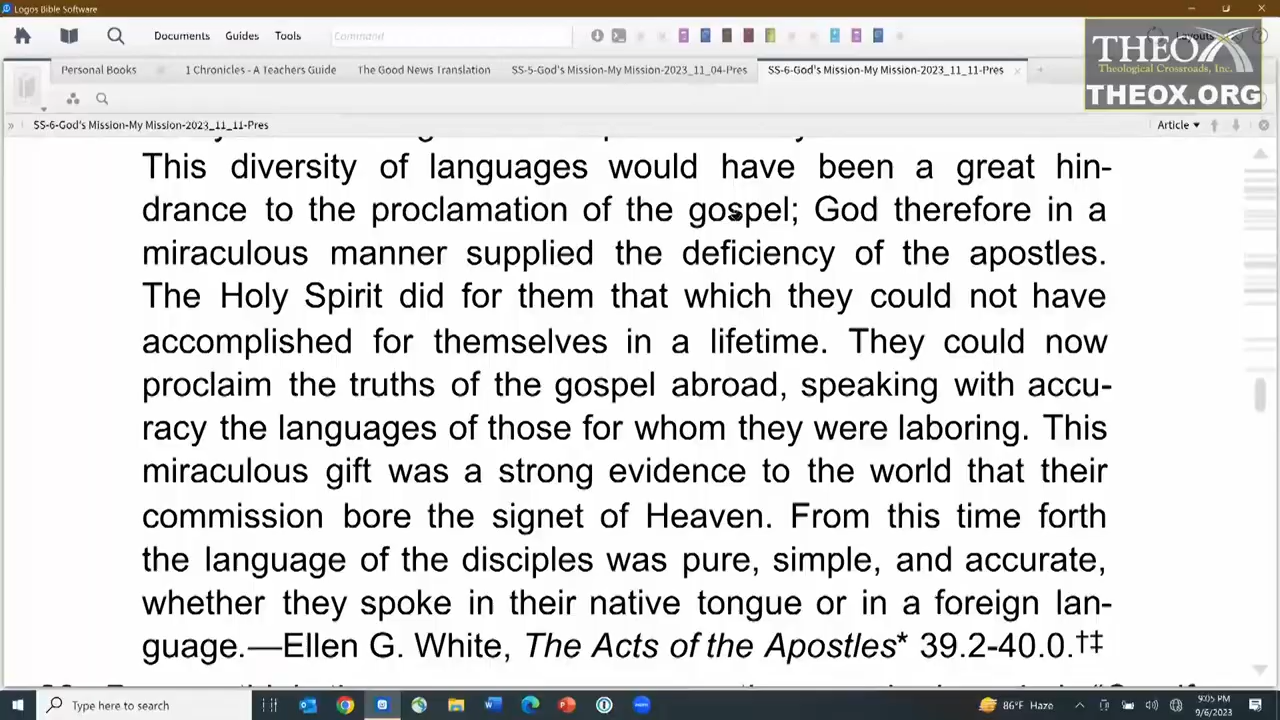 Logos Bible Software
Documents Guides Tools Command Layouts
THEOX
Theological Crossroads, Inc.
THEOX.ORG
Personal Books 1 Chronicles - A Teachers Guide The God Novel SS-5-God's Mission-My Mission-2023_11_04-Pres SS-6-God's Mission-My Mission-2023_11_11-Pres
» SS-6-God's Mission-My Mission-2023_11_11-Pres Article
This diversity of languages would have been a great hin-
drance to the proclamation of the gospel; God therefore in a
miraculous manner supplied the deficiency of the apostles.
The Holy Spirit did for them that which they could not have
accomplished for themselves in a lifetime. They could now
proclaim the truths of the gospel abroad, speaking with accu-
racy the languages of those for whom they were laboring. This
miraculous gift was a strong evidence to the world that their
commission bore the signet of Heaven. From this time forth
the language of the disciples was pure, simple, and accurate,
whether they spoke in their native tongue or in a foreign lan-
guage.—Ellen G. White, The Acts of the Apostles* 39.2-40.0.†‡
Type here to search 86°F Haze 9:05 PM
9/6/2023